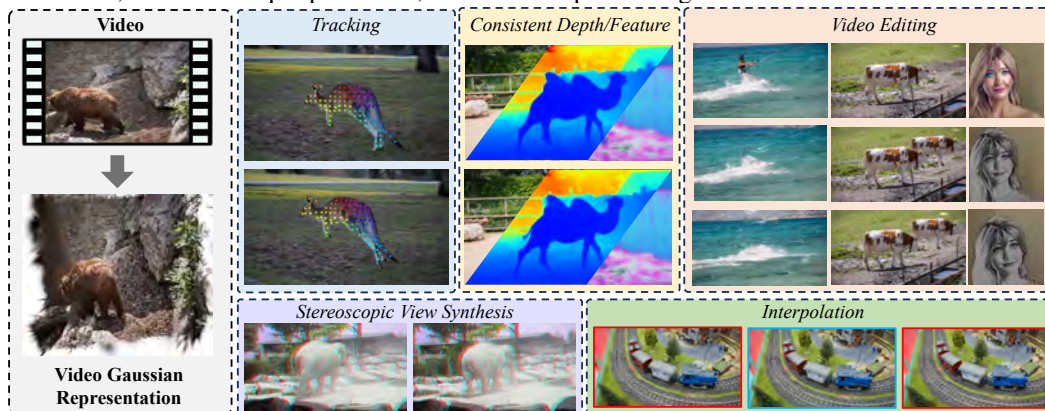 Video
Video Gaussian
Representation
Tracking
Consistent Depth/Feature
Video Editing
Stereoscopic View Synthesis
Interpolation